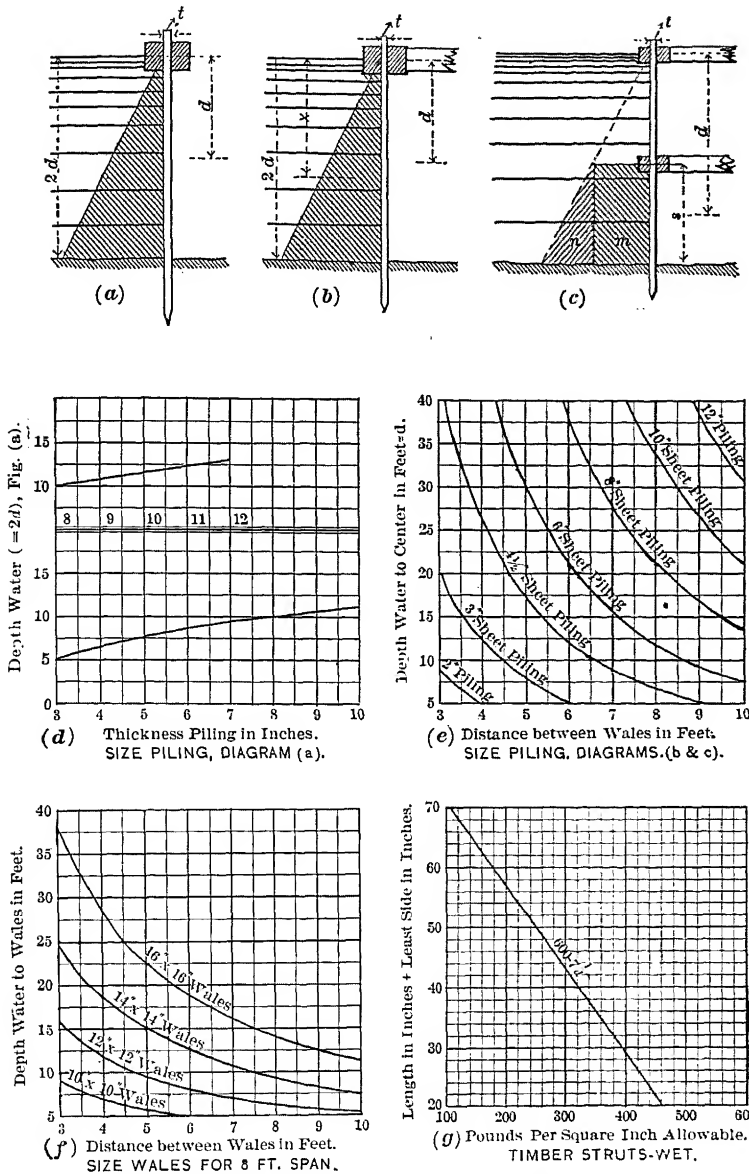 t
t
t
2 d
d
2 d
x
d
d
s
n
m
(a)
(b)
(c)
Depth Water (=2d), Fig. (a).
15
10
8 9 10 11 12
15
10
5
0
3 4 5 6 7 8 9 10
(d) Thickness Piling in Inches.
SIZE PILING, DIAGRAM (a).
Depth Water to Center in Feet=d.
40
35
30
25
20
15
10
5
12" Piling
10" Sheet Piling
8" Sheet Piling
6" Sheet Piling
4½" Sheet Piling
3" Sheet Piling
2" Piling
3 4 5 6 7 8 9 10
(e) Distance between Wales in Feet.
SIZE PILING, DIAGRAMS.(b & c).
Depth Water to Wales in Feet.
40
35
30
25
20
15
10
5
16"x 16" Wales
14"x 14" Wales
12"x 12" Wales
10"x 10" Wales
3 4 5 6 7 8 9 10
(f) Distance between Wales in Feet.
SIZE WALES FOR 8 FT. SPAN.
Length in Inches + Least Side in Inches.
70
60
50
40
30
20
600-7 l/d
100 200 300 400 500 600
(g) Pounds Per Square Inch Allowable.
TIMBER STRUTS-WET.